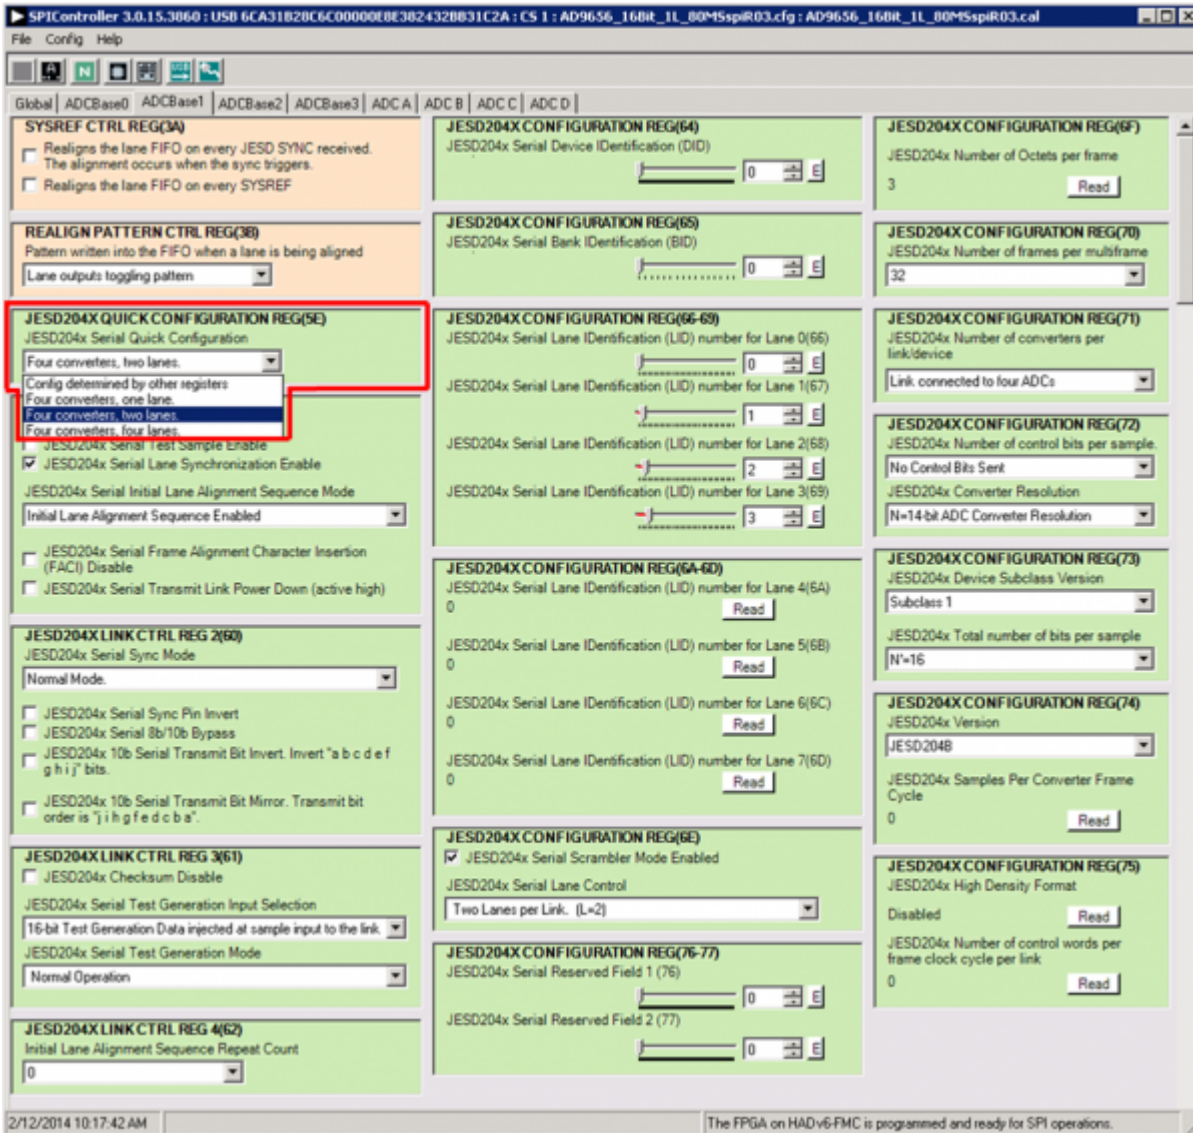 SPIController 3.0.15.3860 : USB 6CA31B28C6C00000E8E382432BB31C2A : CS 1 : AD9656_16Bit_1L_80MSspiR03.cfg : AD9656_16Bit_1L_80MSspiR03.cal
File Config Help
Global ADCBase0 ADCBase1 ADCBase2 ADCBase3 ADC A ADC B ADC C ADC D
SYSREF CTRL REG(3A)
Realigns the lane FIFO on every JESD SYNC received.
The alignment occurs when the sync triggers.
Realigns the lane FIFO on every SYSREF
REALIGN PATTERN CTRL REG(3B)
Pattern written into the FIFO when a lane is being aligned
Lane outputs toggling pattern
JESD204X QUICK CONFIGURATION REG(5E)
JESD204x Serial Quick Configuration
Four converters, two lanes.
Config determined by other registers
Four converters, one lane.
Four converters, two lanes.
Four converters, four lanes.
JESD204x Serial Test Sample Enable
JESD204x Serial Lane Synchronization Enable
JESD204x Serial Initial Lane Alignment Sequence Mode
Initial Lane Alignment Sequence Enabled
JESD204x Serial Frame Alignment Character Insertion
(FACI) Disable
JESD204x Serial Transmit Link Power Down (active high)
JESD204X LINK CTRL REG 2(60)
JESD204x Serial Sync Mode
Normal Mode.
JESD204x Serial Sync Pin Invert
JESD204x Serial 8b/10b Bypass
JESD204x 10b Serial Transmit Bit Invert. Invert "a b c d e f
g h i j" bits.
JESD204x 10b Serial Transmit Bit Mirror. Transmit bit
order is "j i h g f e d c b a".
JESD204X LINK CTRL REG 3(61)
JESD204x Checksum Disable
JESD204x Serial Test Generation Input Selection
16-bit Test Generation Data injected at sample input to the link
JESD204x Serial Test Generation Mode
Normal Operation
JESD204X LINK CTRL REG 4(62)
Initial Lane Alignment Sequence Repeat Count
0
JESD204X CONFIGURATION REG(64)
JESD204x Serial Device IDentification (DID)
0 E
JESD204X CONFIGURATION REG(65)
JESD204x Serial Bank IDentification (BID)
0 E
JESD204X CONFIGURATION REG(66-69)
JESD204x Serial Lane IDentification (LID) number for Lane 0(66)
0 E
JESD204x Serial Lane IDentification (LID) number for Lane 1(67)
1 E
JESD204x Serial Lane IDentification (LID) number for Lane 2(68)
2 E
JESD204x Serial Lane IDentification (LID) number for Lane 3(69)
3 E
JESD204X CONFIGURATION REG(6A-6D)
JESD204x Serial Lane IDentification (LID) number for Lane 4(6A)
0 Read
JESD204x Serial Lane IDentification (LID) number for Lane 5(6B)
0 Read
JESD204x Serial Lane IDentification (LID) number for Lane 6(6C)
0 Read
JESD204x Serial Lane IDentification (LID) number for Lane 7(6D)
0 Read
JESD204X CONFIGURATION REG(6E)
JESD204x Serial Scrambler Mode Enabled
JESD204x Serial Lane Control
Two Lanes per Link. (L=2)
JESD204X CONFIGURATION REG(76-77)
JESD204x Serial Reserved Field 1 (76)
0 E
JESD204x Serial Reserved Field 2 (77)
0 E
JESD204X CONFIGURATION REG(6F)
JESD204x Number of Octets per frame
3 Read
JESD204X CONFIGURATION REG(70)
JESD204x Number of frames per multiframe
32
JESD204X CONFIGURATION REG(71)
JESD204x Number of converters per
link/device
Link connected to four ADCs
JESD204X CONFIGURATION REG(72)
JESD204x Number of control bits per sample.
No Control Bits Sent
JESD204x Converter Resolution
N=14-bit ADC Converter Resolution
JESD204X CONFIGURATION REG(73)
JESD204x Device Subclass Version
Subclass 1
JESD204x Total number of bits per sample
N'=16
JESD204X CONFIGURATION REG(74)
JESD204x Version
JESD204B
JESD204x Samples Per Converter Frame
Cycle
0 Read
JESD204X CONFIGURATION REG(75)
JESD204x High Density Format
Disabled Read
JESD204x Number of control words per
frame clock cycle per link
0 Read
2/12/2014 10:17:42 AM
The FPGA on HADv6-FMC is programmed and ready for SPI operations.